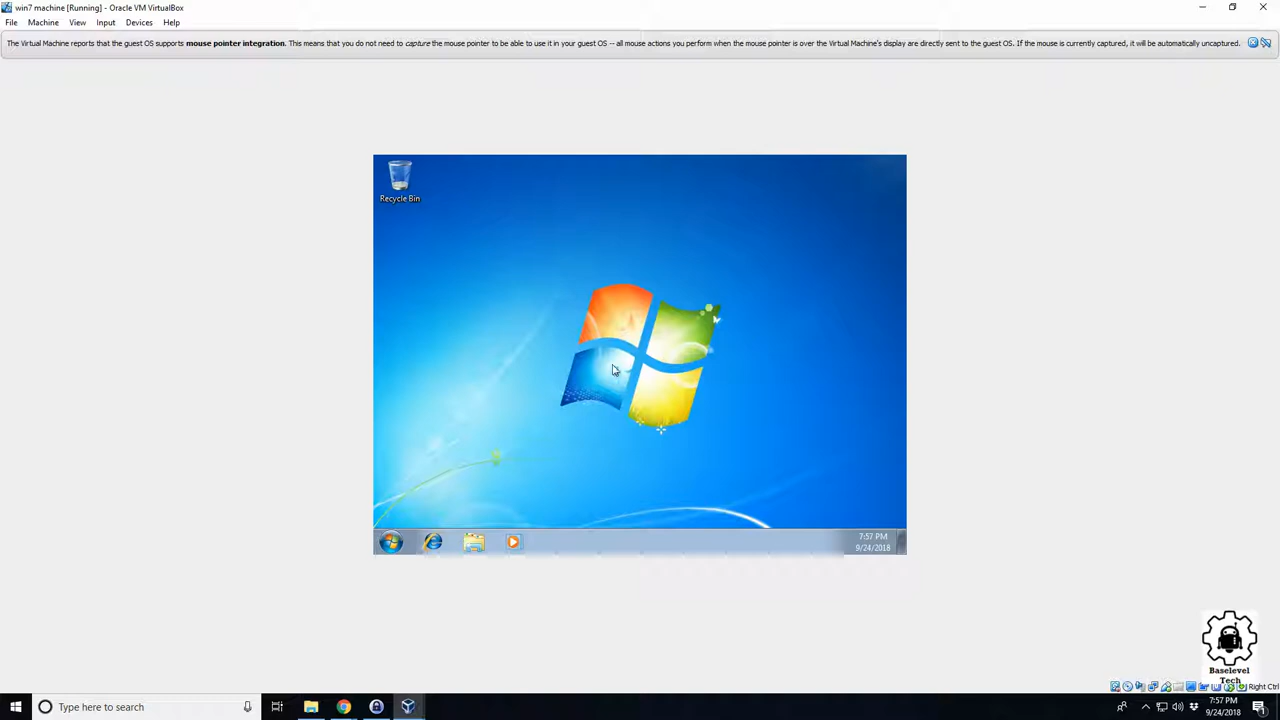 win7 machine [Running] - Oracle VM VirtualBox
File Machine View Input Devices Help
The Virtual Machine reports that the guest OS supports mouse pointer integration. This means that you do not need to capture the mouse pointer to be able to use it in your guest OS -- all mouse actions you perform when the mouse pointer is over the Virtual Machine's display are directly sent to the guest OS. If the mouse is currently captured, it will be automatically uncaptured.
Recycle Bin
7:57 PM
9/24/2018
Baselevel
Tech
Right Ctrl
Type here to search
7:57 PM
9/24/2018